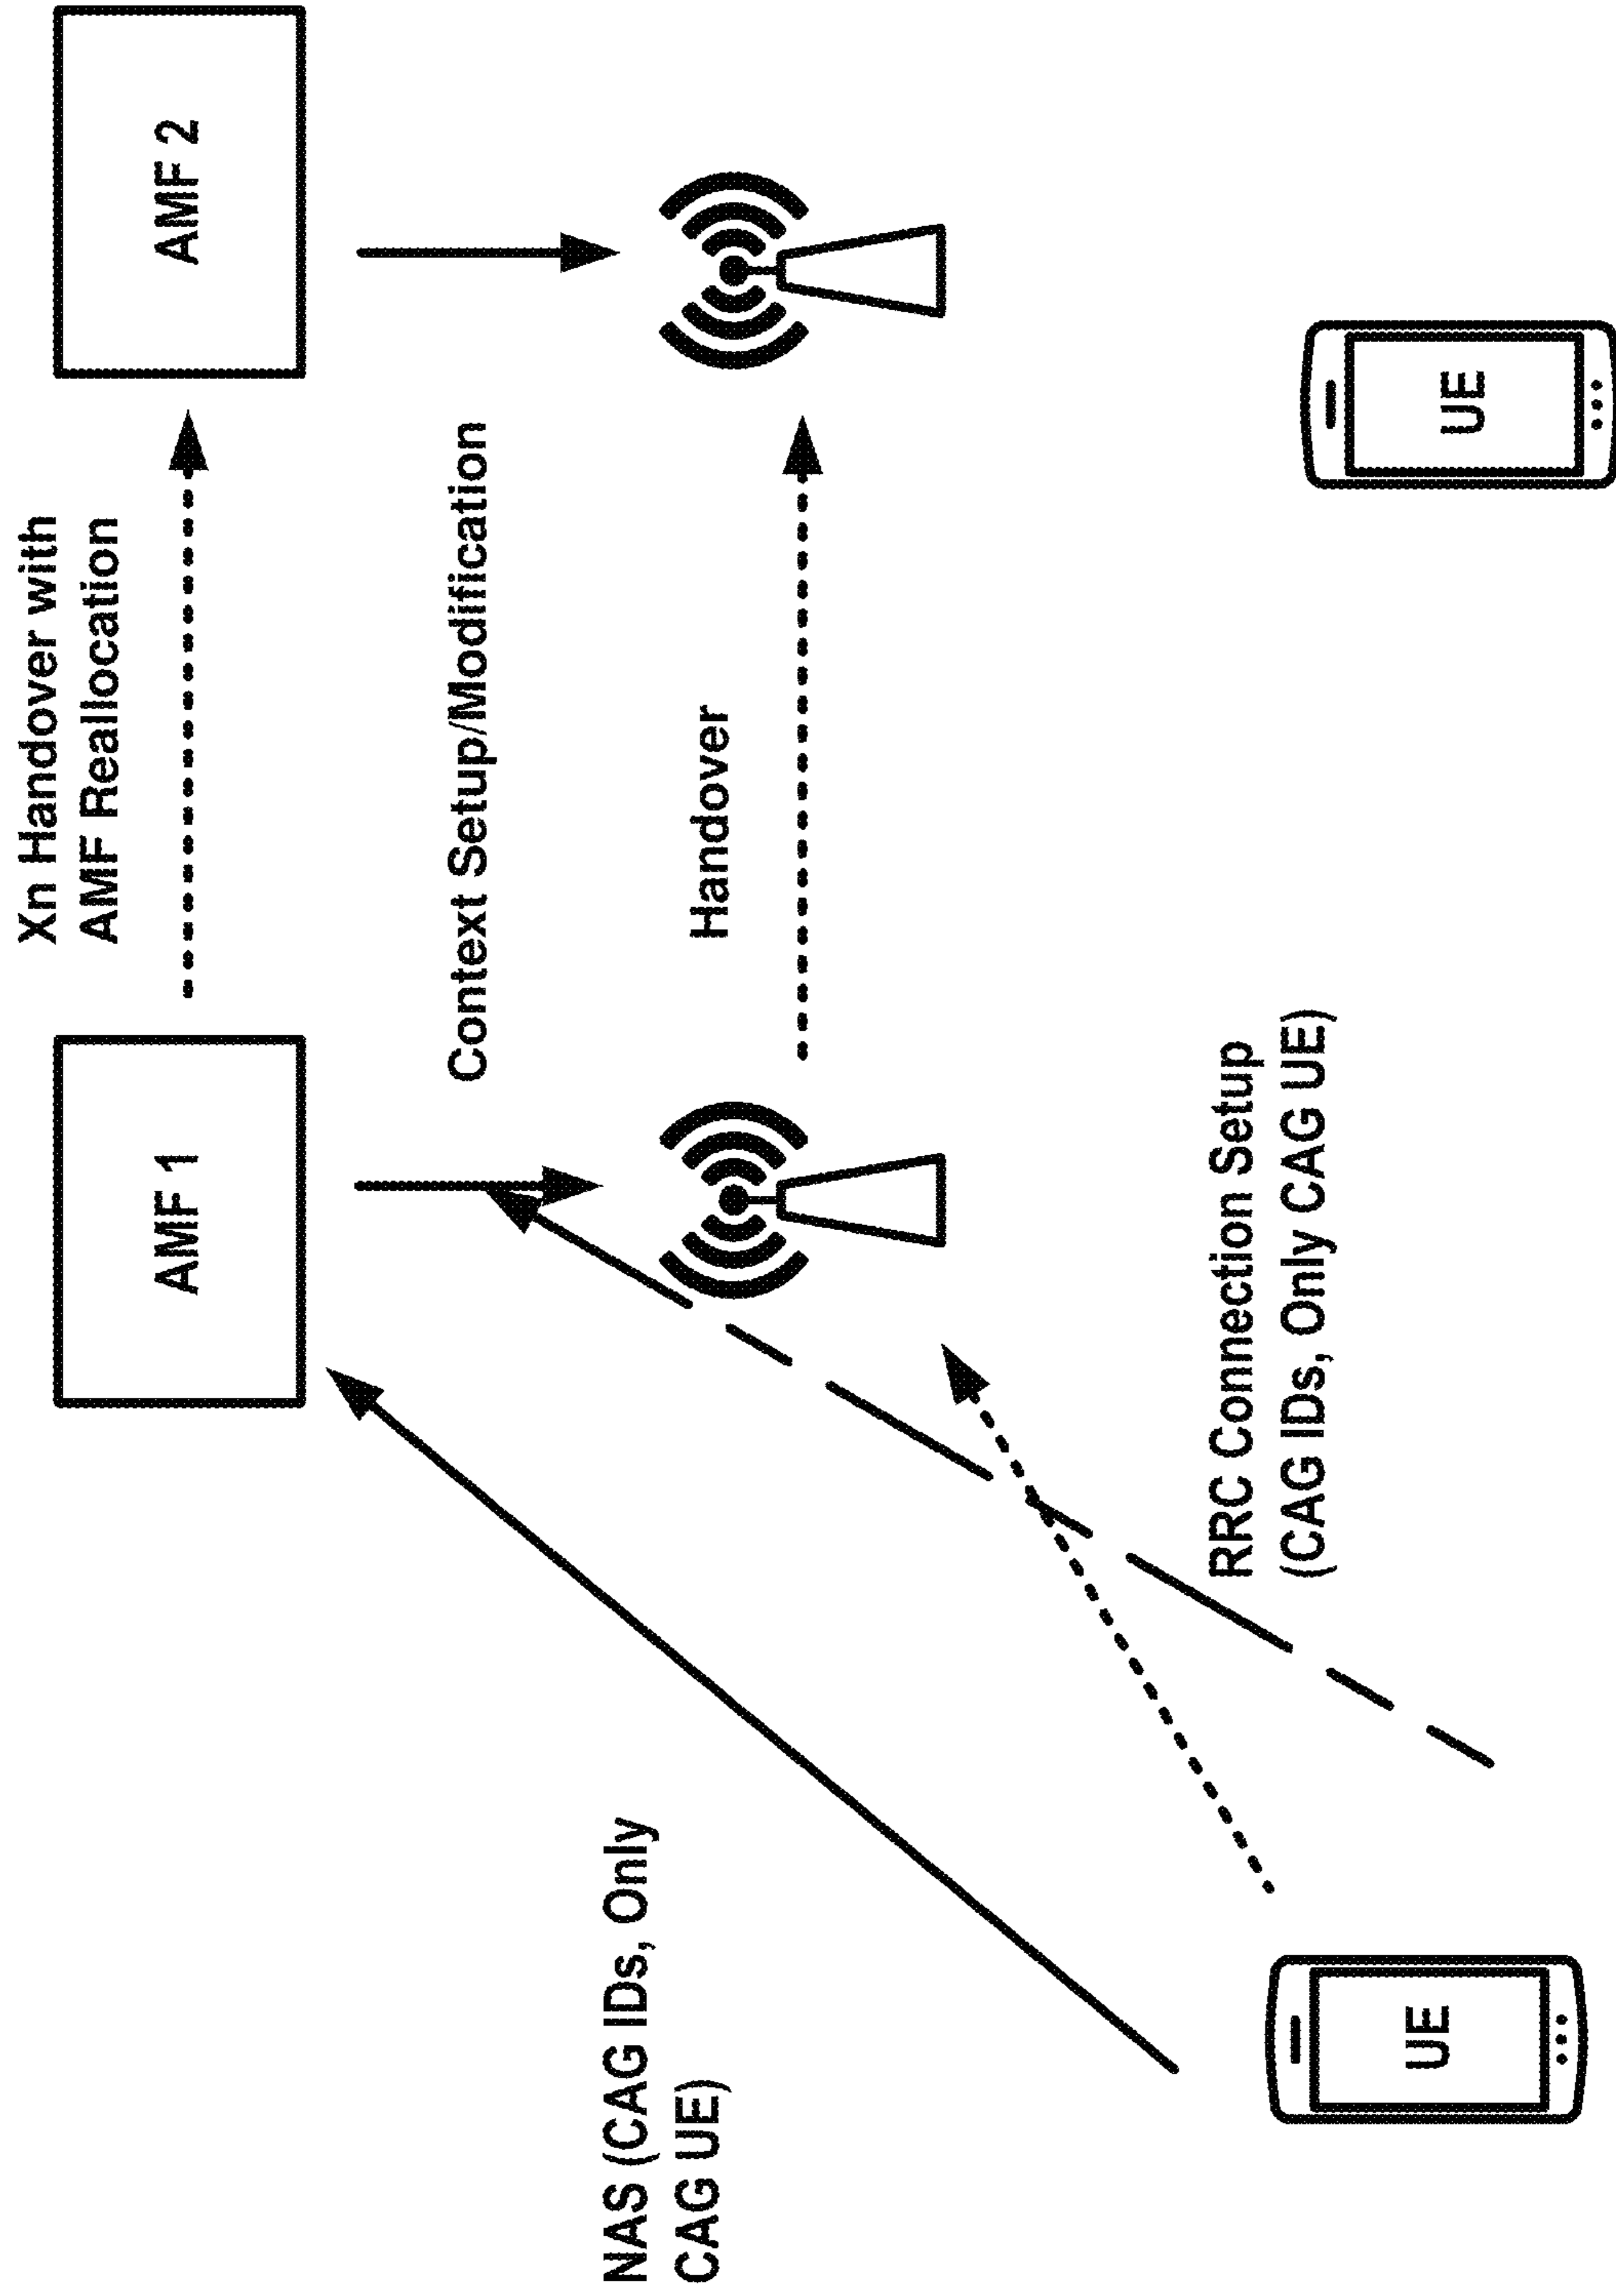 Xn Handover with
AMF Reallocation
AMF 1
AMF 2
Context Setup/Modification
NAS (CAG IDs, Only
CAG UE)
Handover
RRC Connection Setup
(CAG IDs, Only CAG UE)
UE
UE